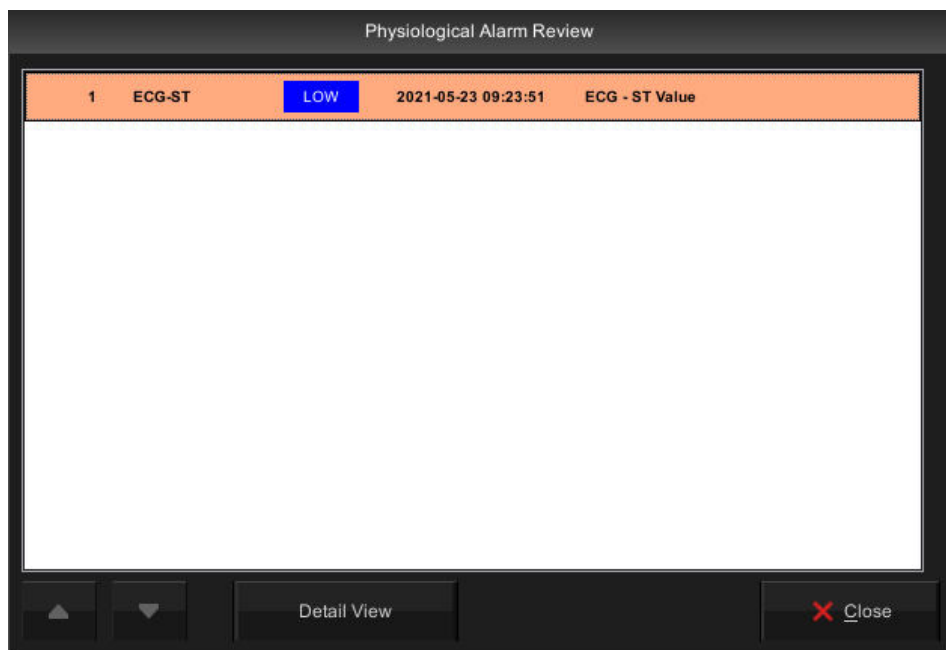 Physiological Alarm Review
1 ECG-ST LOW 2021-05-23 09:23:51 ECG - ST Value
Detail View Close